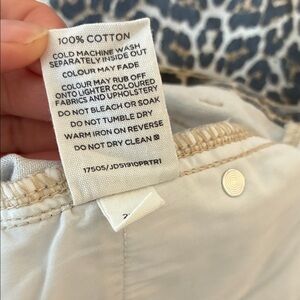 100% COTTON
COLD MACHINE WASH
SEPARATELY INSIDE OUT
COLOUR MAY FADE
COLOUR MAY RUB OFF
ONTO LIGHTER COLOURED
FABRICS AND UPHOLSTERY
DO NOT BLEACH OR SOAK
DO NOT TUMBLE DRY
WARM IRON ON REVERSE
DO NOT DRY CLEAN
17505/JDS1910PRTR1